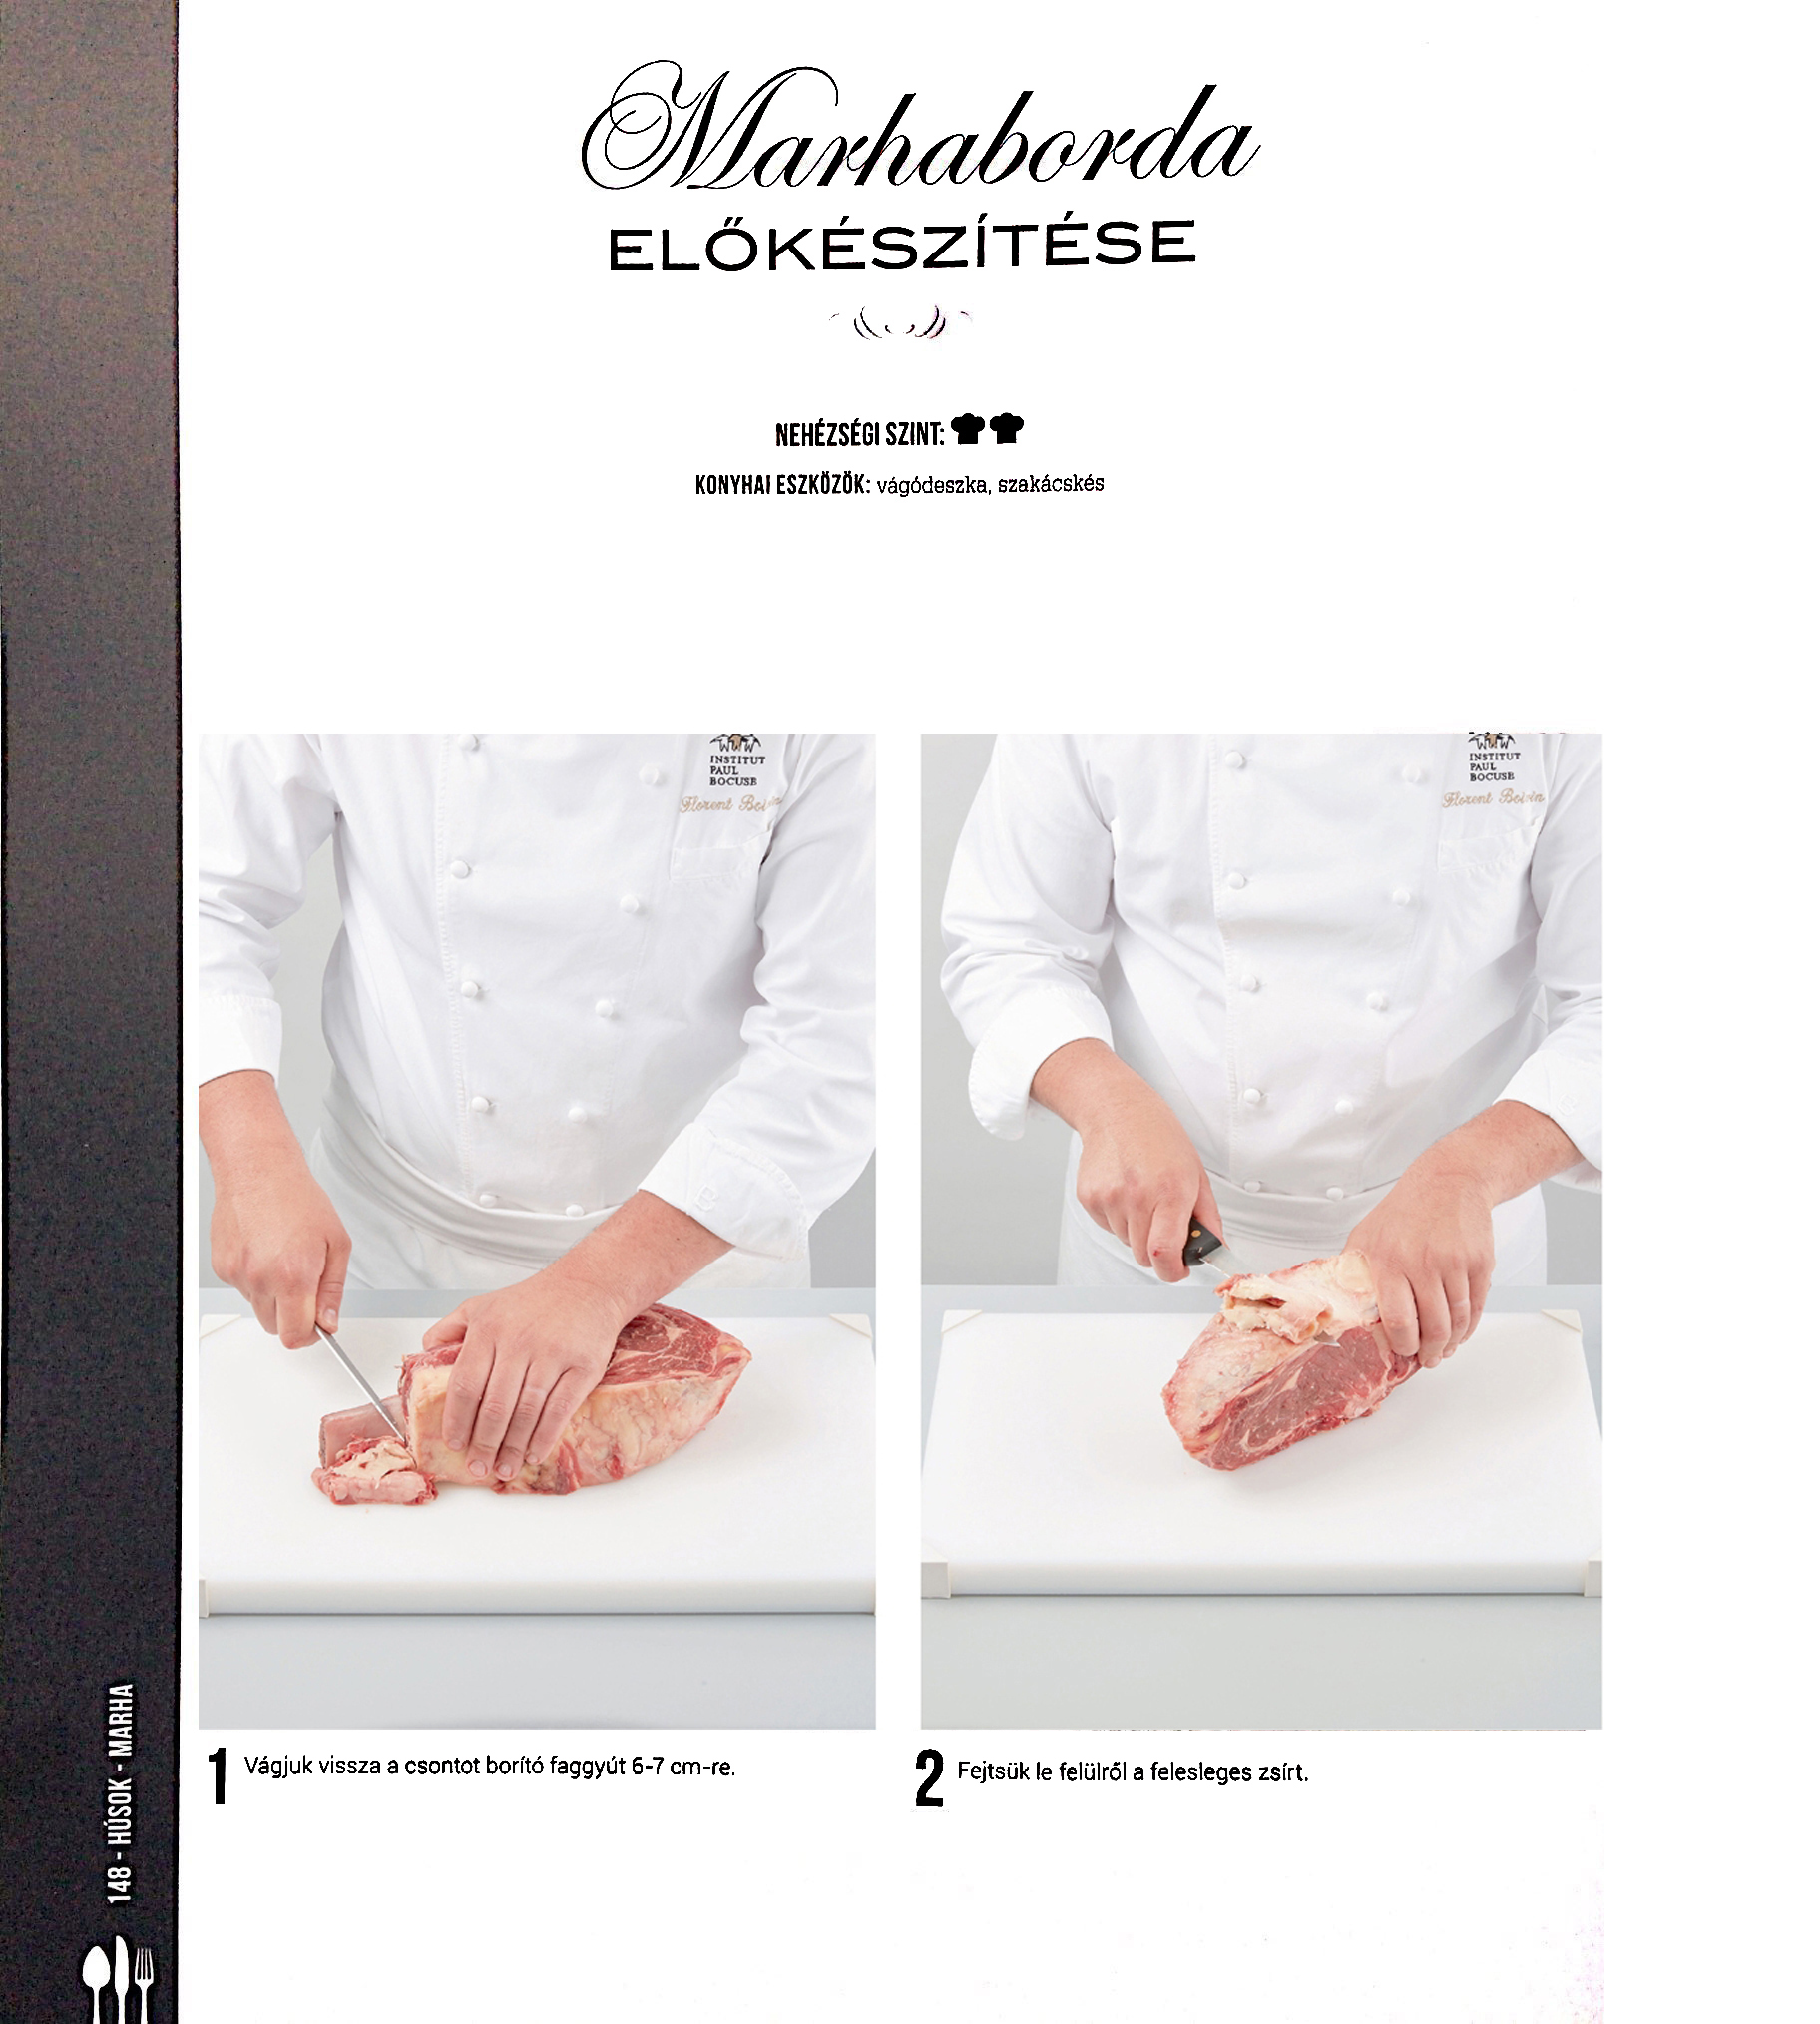 Marhaborda
ELŐKÉSZÍTÉSE
NEHÉZSÉGI SZINT:
KONYHAI ESZKÖZÖK: vágódeszka, szakácskés
INSTITUT
PAUL
BOCUSE
Florent Boivin
INSTITUT
PAUL
BOCUSE
Florent Boivin
1 Vágjuk vissza a csontot borító faggyút 6-7 cm-re.
2 Fejtsük le felülről a felesleges zsírt.
148 - HÚSOK - MARHA